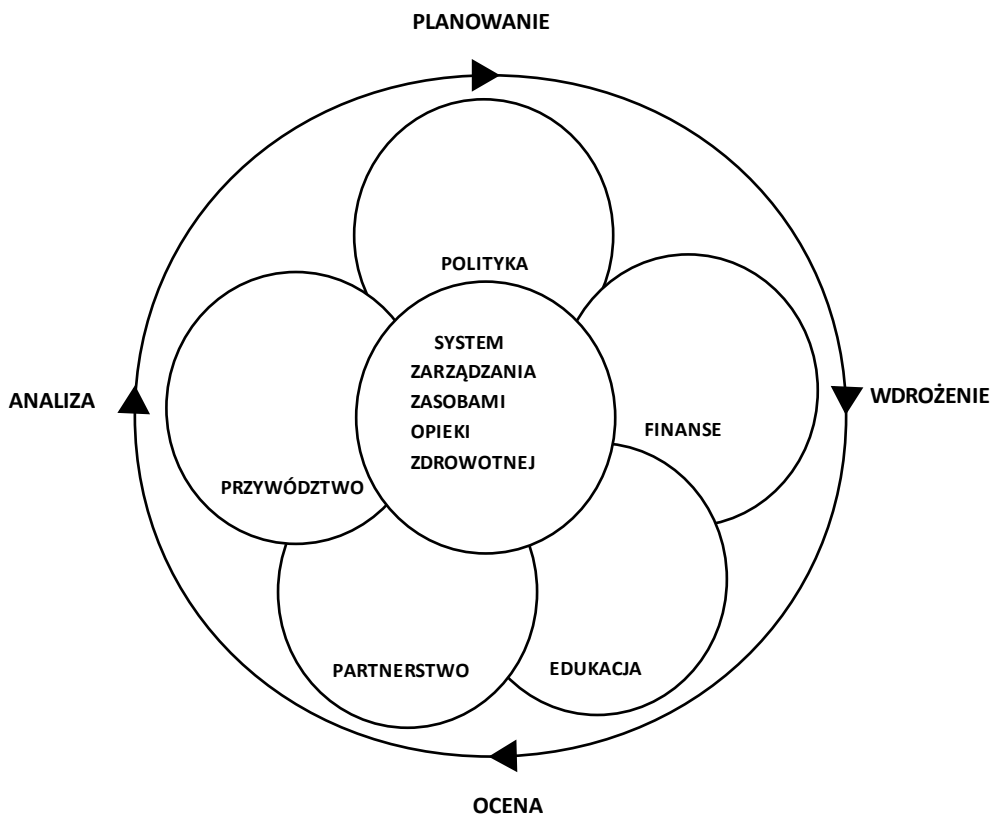 PLANOWANIE
POLITYKA
SYSTEM
ZARZĄDZANIA
ZASOBAMI
OPIEKI
ZDROWOTNEJ
ANALIZA
WDROŻENIE
FINANSE
PRZYWÓDZTWO
PARTNERSTWO
EDUKACJA
OCENA